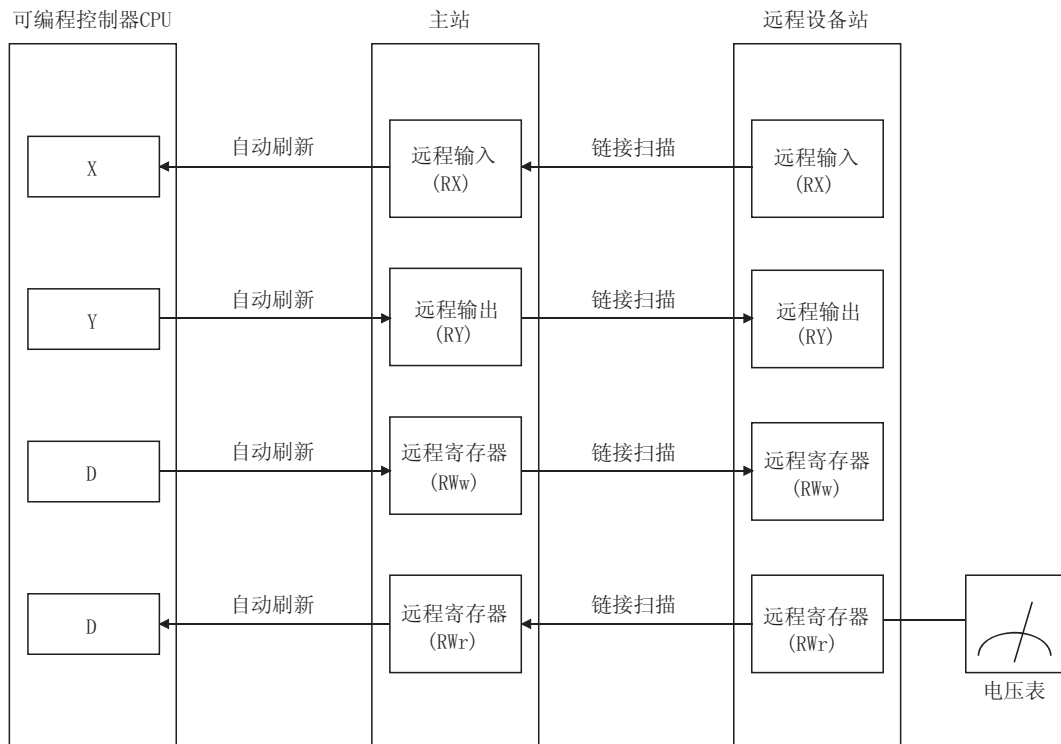 可编程控制器CPU
主站
远程设备站
X
自动刷新
远程输入
(RX)
链接扫描
远程输入
(RX)
Y
自动刷新
远程输出
(RY)
链接扫描
远程输出
(RY)
D
自动刷新
远程寄存器
(RWw)
链接扫描
远程寄存器
(RWw)
D
自动刷新
远程寄存器
(RWr)
链接扫描
远程寄存器
(RWr)
电压表